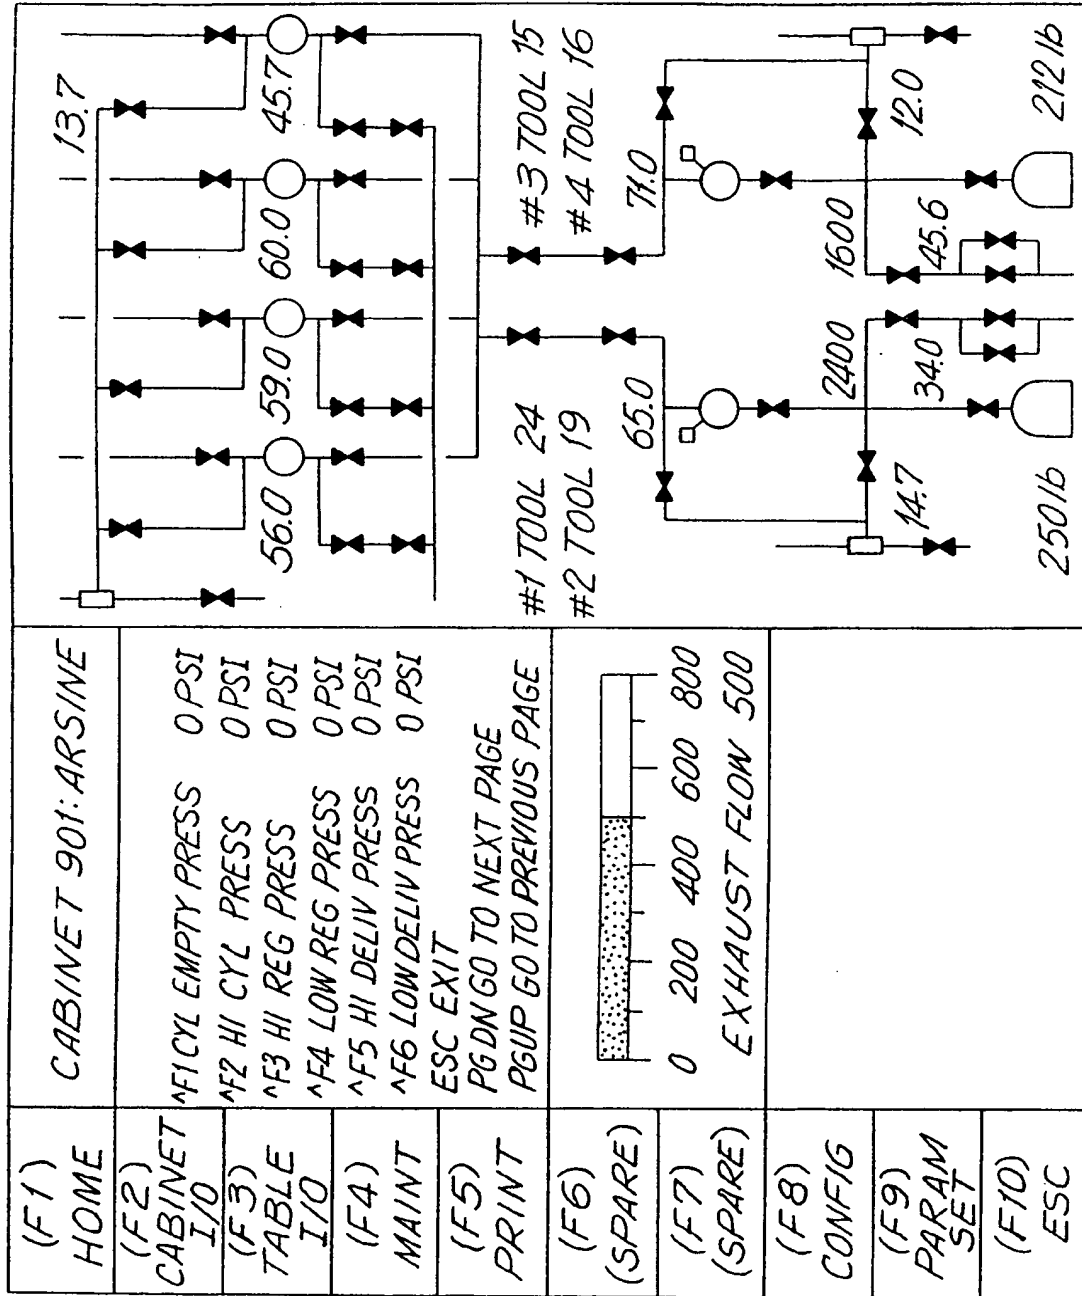 (F1)
HOME
(F2)
CABINET
I/O
(F3)
TABLE
I/O
(F4)
MAINT
(F5)
PRINT
(F6)
(SPARE)
(F7)
(SPARE)
(F8)
CONFIG
(F9)
PARAM
SET
(F10)
ESC
CABINET 901: ARSINE
^F1 CYL EMPTY PRESS 0 PSI
^F2 HI CYL PRESS 0 PSI
^F3 HI REG PRESS 0 PSI
^F4 LOW REG PRESS 0 PSI
^F5 HI DELIV PRESS 0 PSI
^F6 LOW DELIV PRESS 0 PSI
ESC EXIT
PGDN GO TO NEXT PAGE
PGUP GO TO PREVIOUS PAGE
0 200 400 600 800
EXHAUST FLOW 500
13.7
56.0 59.0 60.0 45.7
#1 TOOL 24
#2 TOOL 19
#3 TOOL 15
#4 TOOL 16
65.0 71.0
2400 1600
14.7 34.0 45.6 12.0
250 lb 212 lb